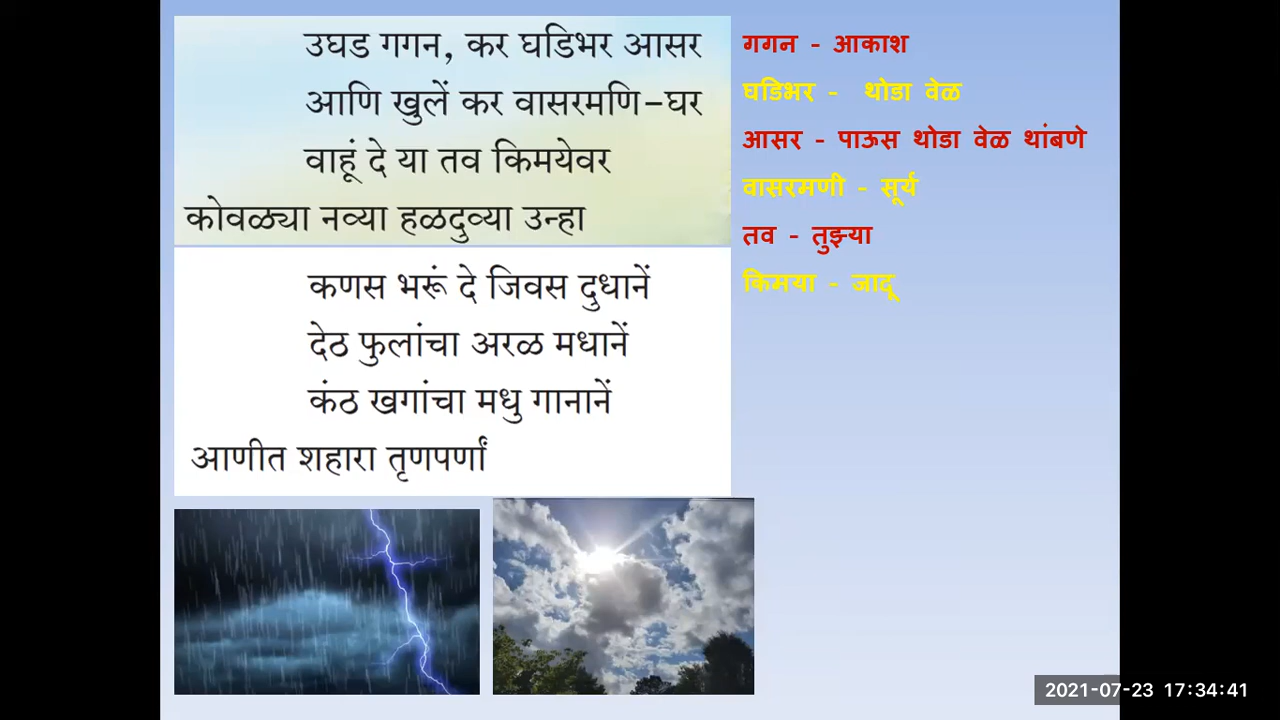 उघड गगन, कर घडिभर आसर
आणि खुलें कर वासरमणि-घर
वाहूं दे या तव किमयेवर
कोवळ्या नव्या हळदुव्या उन्हा
कणस भरूं दे जिवस दुधानें
देठ फुलांचा अरळ मधानें
कंठ खगांचा मधु गानानें
आणीत शहारा तृणपर्णां
गगन - आकाश
घडिभर - थोडा वेळ
आसर - पाऊस थोडा वेळ थांबणे
वासरमणी - सूर्य
तव - तुझ्या
किमया - जादू
2021-07-23 17:34:41